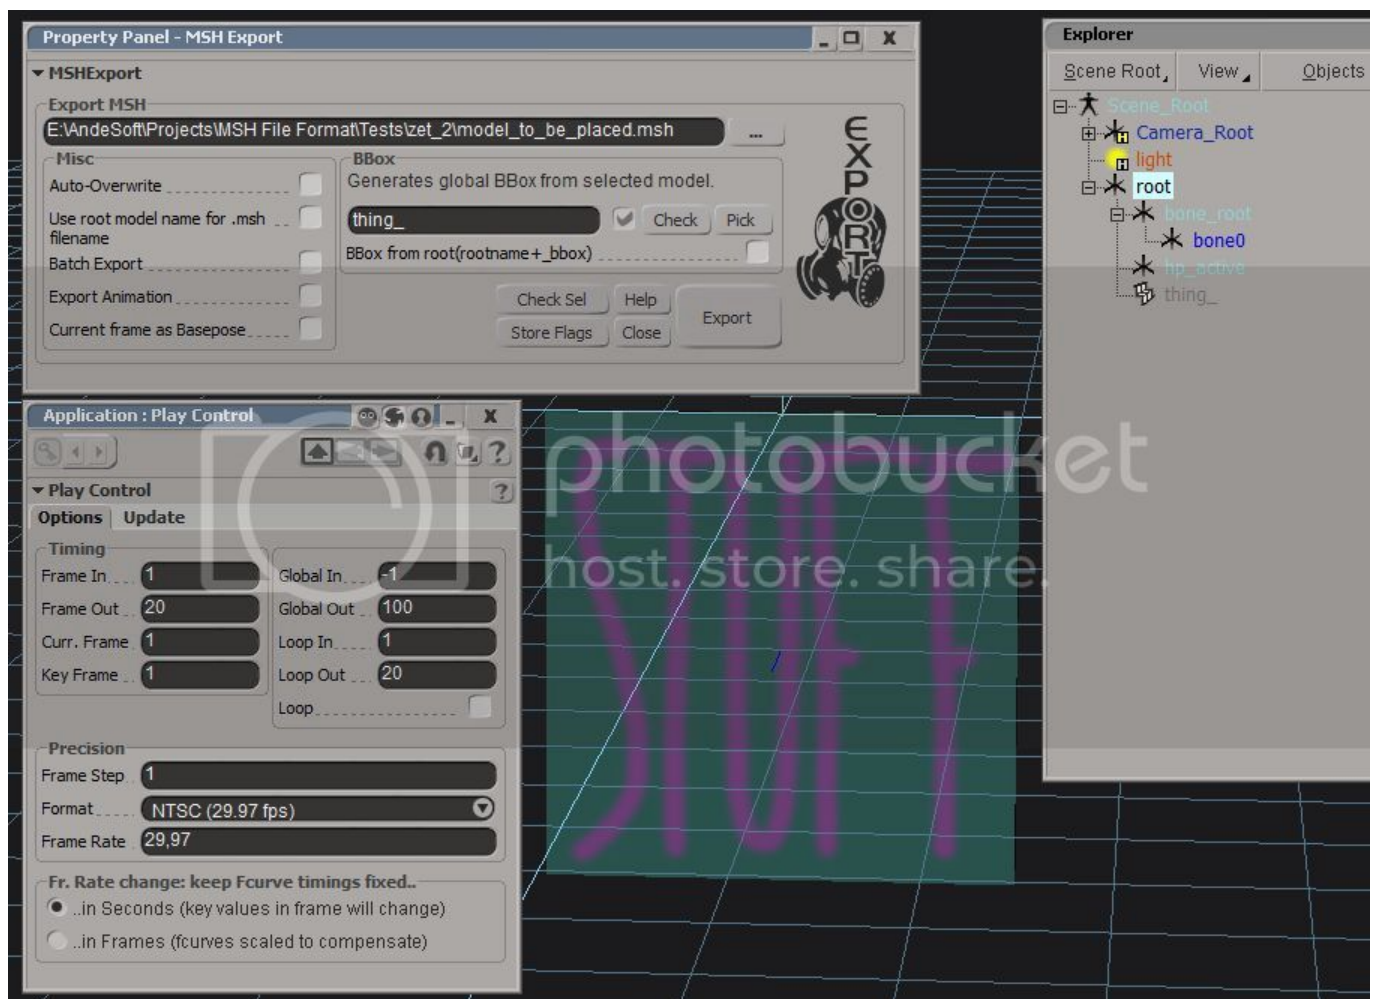 Property Panel - MSH Export
MSHExport
Export MSH
E:\AndeSoft\Projects\MSH File Format\Tests\zet_2\model_to_be_placed.msh
...
Misc
Auto-Overwrite
Use root model name for .msh
filename
Batch Export
Export Animation
Current frame as Basepose
BBox
Generates global BBox from selected model.
thing_
Check
Pick
BBox from root(rootname+_bbox)
Check Sel
Help
Export
Store Flags
Close
EXPORT
Explorer
Scene Root
View
Objects
Scene_Root
Camera_Root
light
root
bone_root
bone0
hp_active
thing_
Application : Play Control
Play Control
Options
Update
Timing
Frame In 1
Frame Out 20
Curr. Frame 1
Key Frame 1
Global In -1
Global Out 100
Loop In 1
Loop Out 20
Loop
Precision
Frame Step 1
Format NTSC (29.97 fps)
Frame Rate 29,97
Fr. Rate change: keep Fcurve timings fixed..
..in Seconds (key values in frame will change)
..in Frames (fcurves scaled to compensate)
photobucket
host. store. share.